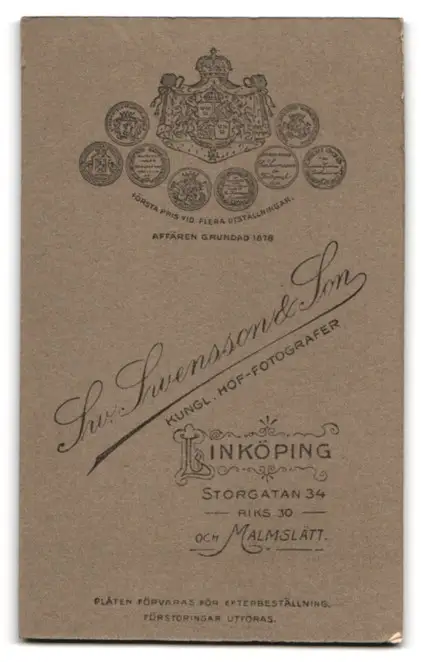 FÖRSTA PRIS VID FLERA UTSTÄLLNINGAR.
AFFÄREN GRUNDAD 1878
Sw. Swensson & Son
KUNGL. HOF-FOTOGRAFER
LINKÖPING
STORGATAN 34
RIKS. 30
OCH MALMSLÄTT.
PLÅTEN FÖRVARAS FÖR EFTERBESTÄLLNING.
FÖRSTORINGAR UTFÖRAS.